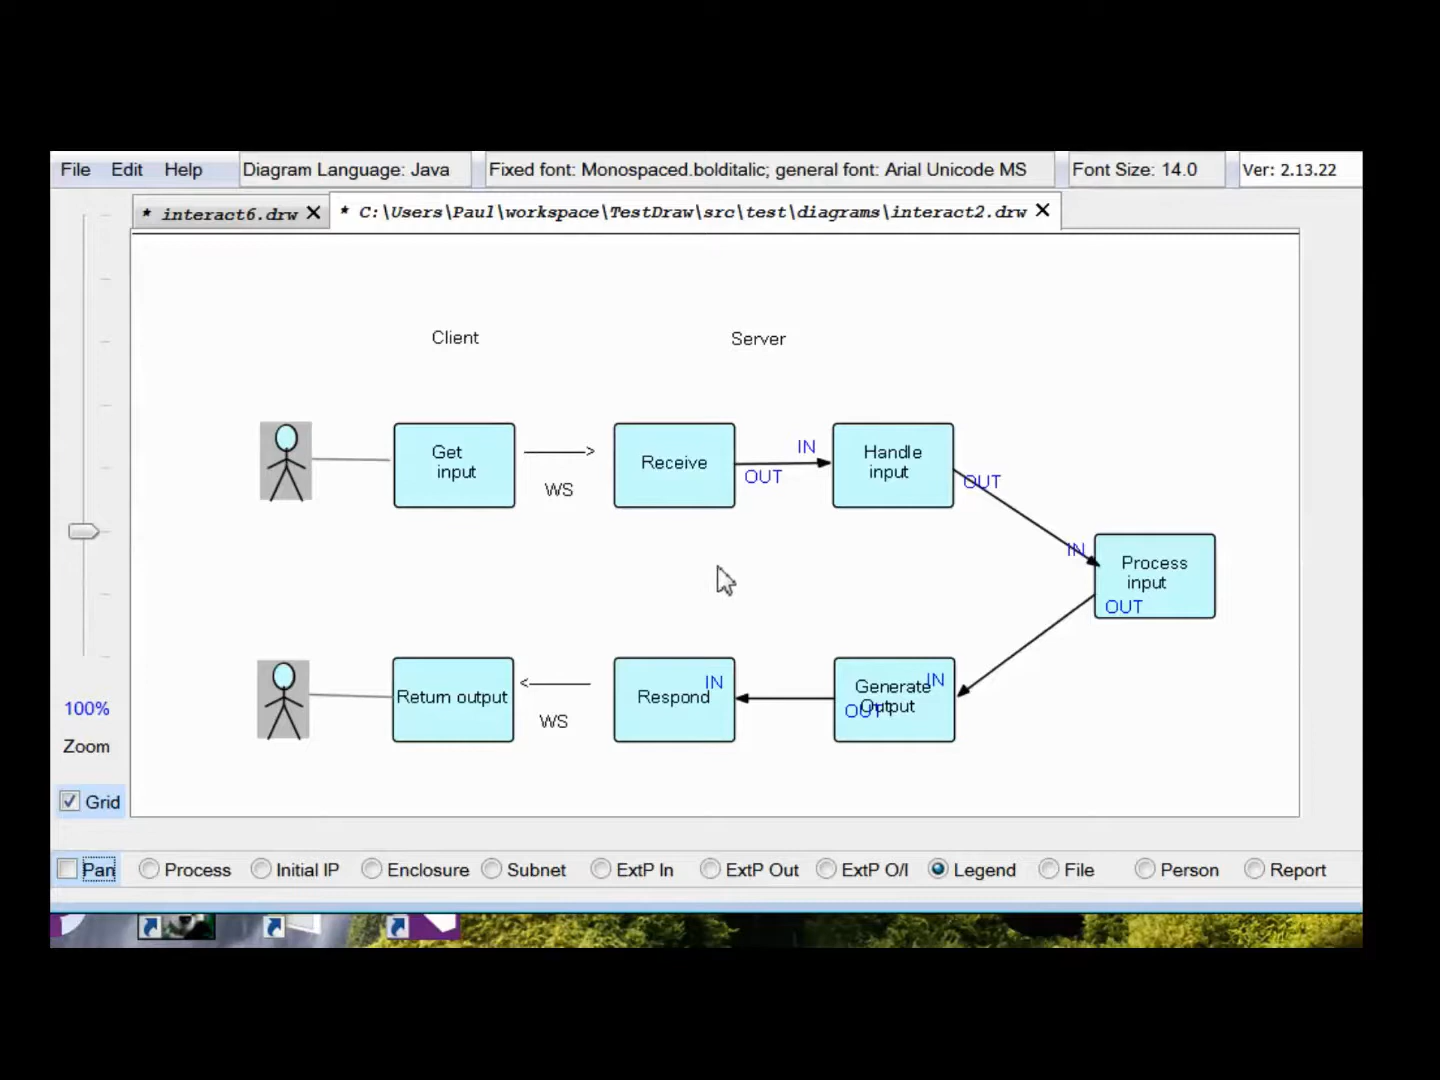 File Edit Help Diagram Language: Java Fixed font: Monospaced.bolditalic; general font: Arial Unicode MS Font Size: 14.0 Ver: 2.13.22
* interact6.drw X * C:\Users\Paul\workspace\TestDraw\src\test\diagrams\interact2.drw X
Client Server
Get
input
WS
Receive
OUT
IN
Handle
input
OUT
IN
Process
input
OUT
Return output
WS
Respond
IN
Generate
Output
IN
OUT
100%
Zoom
Grid
Pan Process Initial IP Enclosure Subnet ExtP In ExtP Out ExtP O/I Legend File Person Report